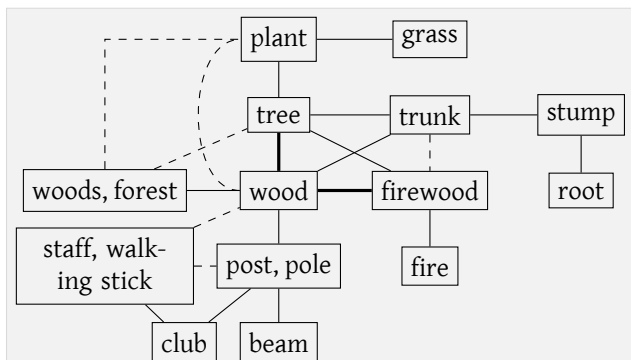 plant
grass
tree
trunk
stump
woods, forest
wood
firewood
root
staff, walk-
ing stick
post, pole
fire
club
beam